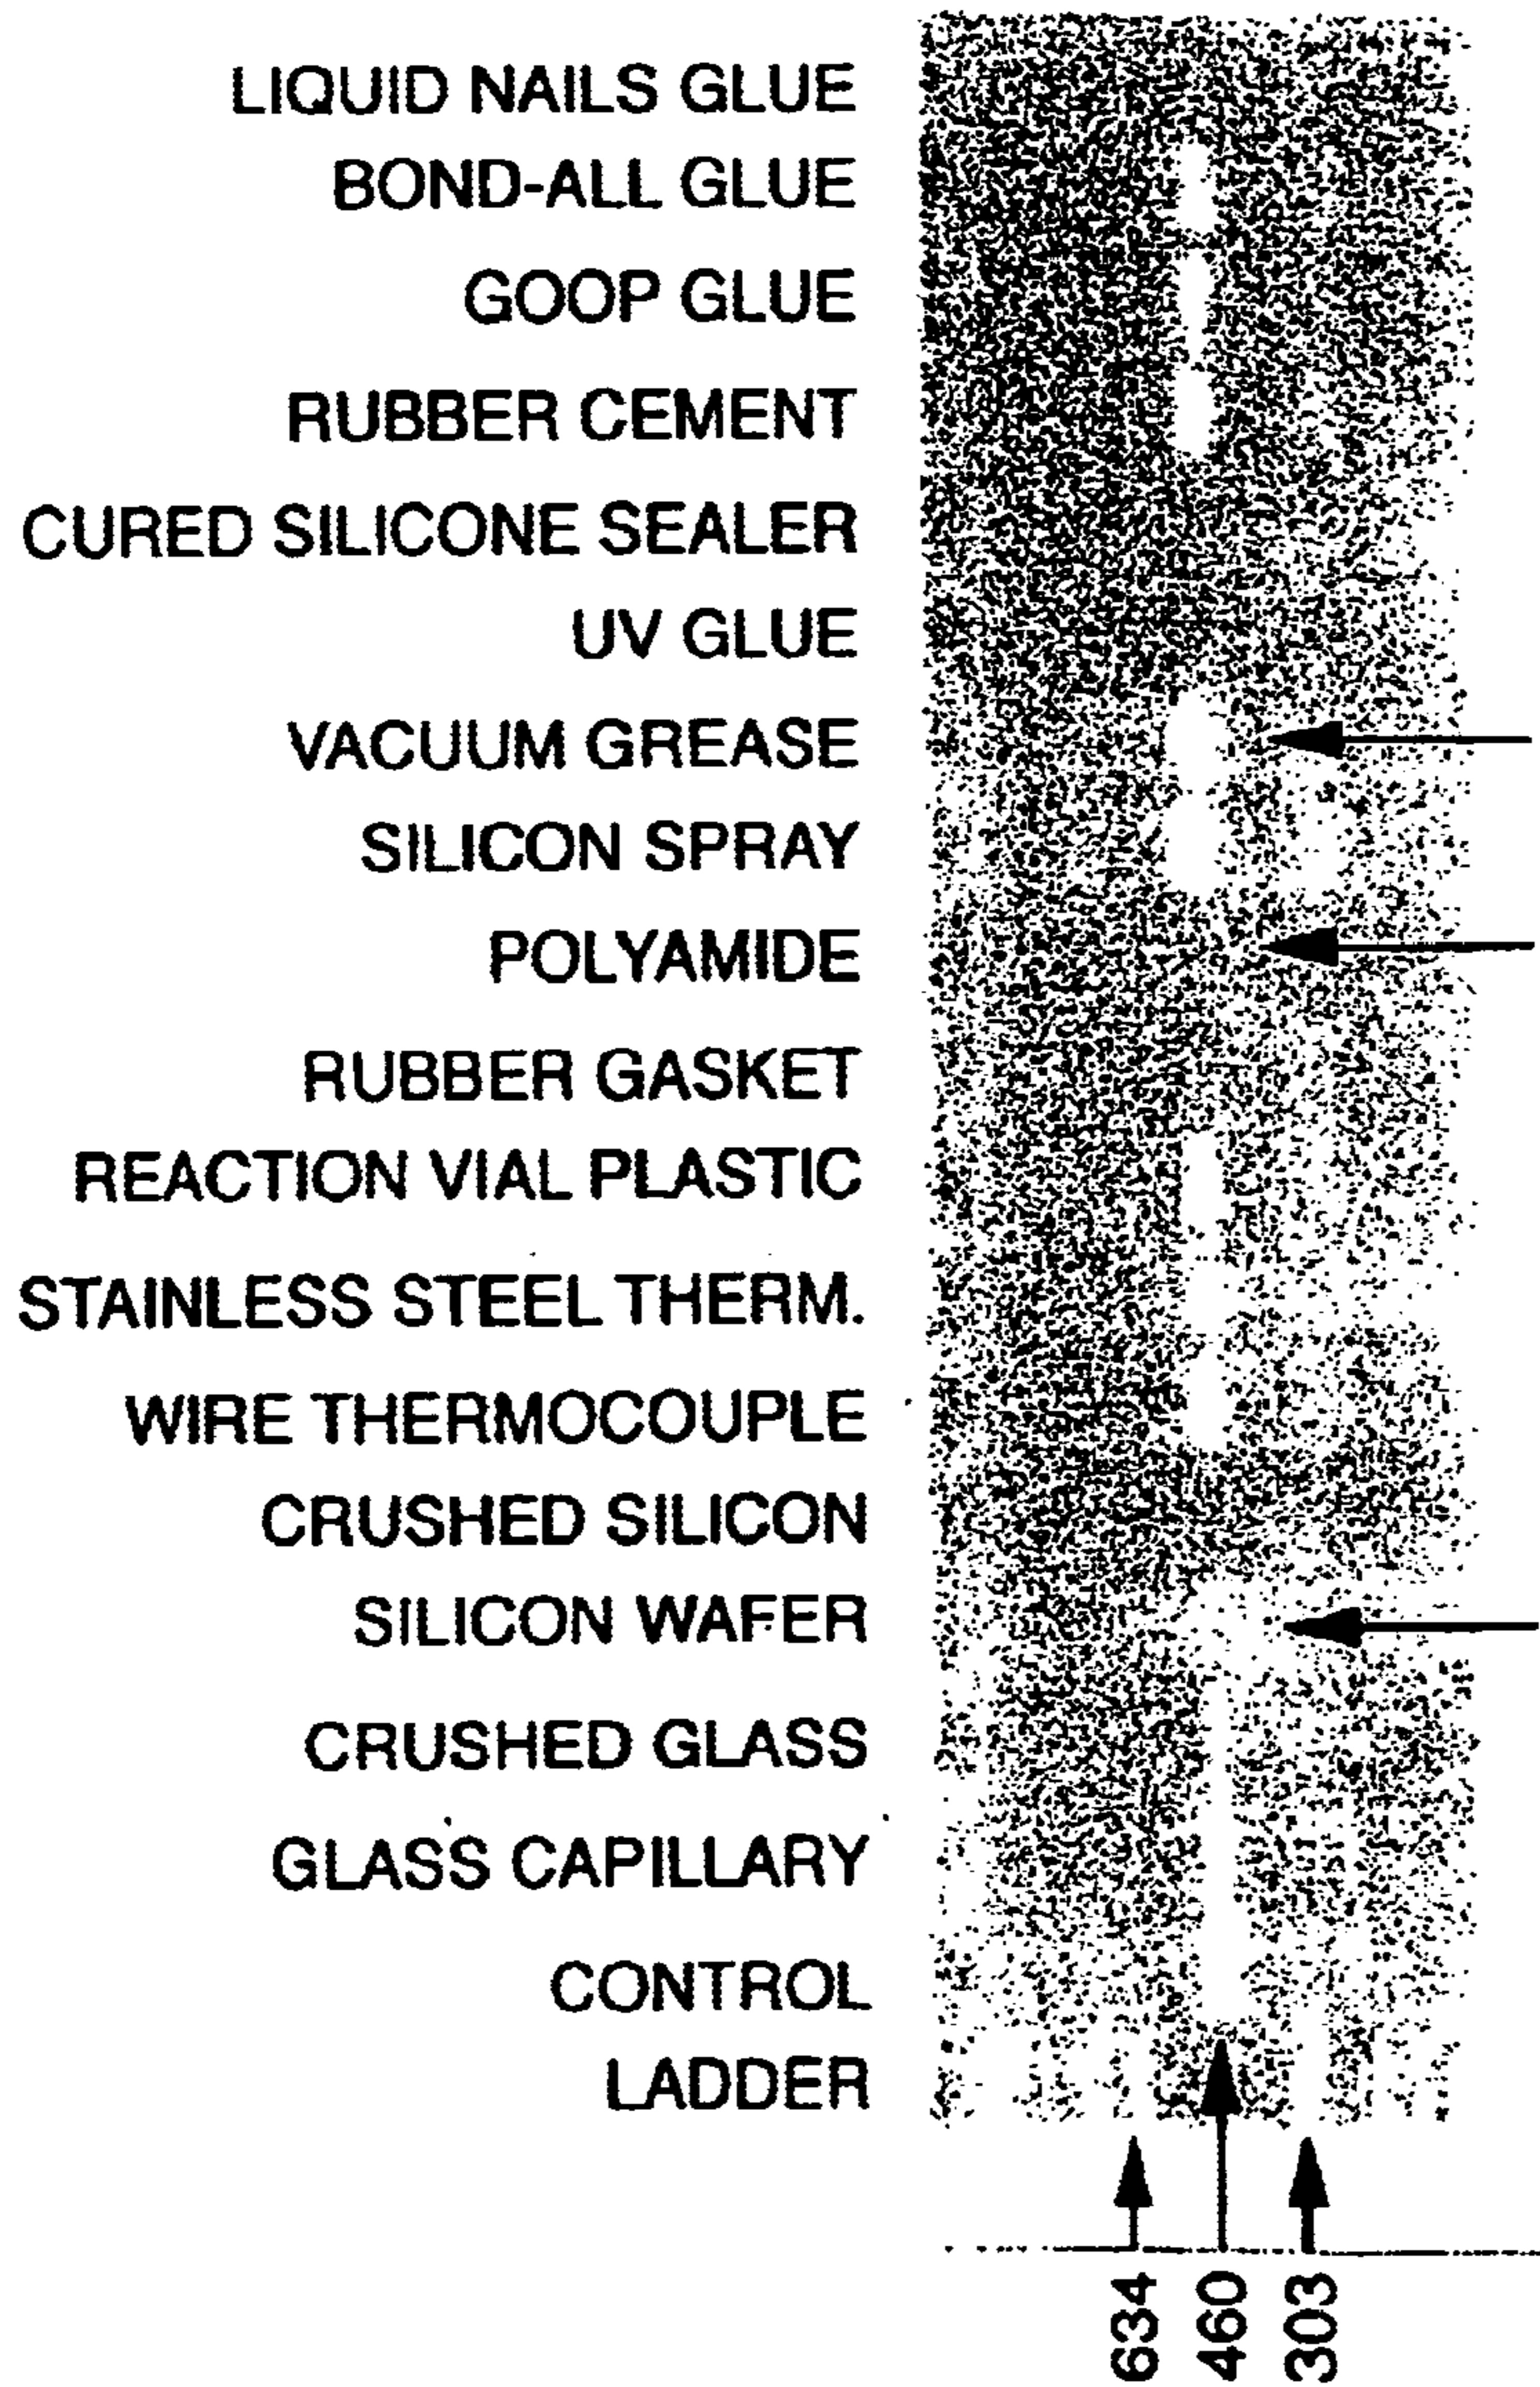 LIQUID NAILS GLUE
BOND-ALL GLUE
GOOP GLUE
RUBBER CEMENT
CURED SILICONE SEALER
UV GLUE
VACUUM GREASE
SILICON SPRAY
POLYAMIDE
RUBBER GASKET
REACTION VIAL PLASTIC
STAINLESS STEEL THERM.
WIRE THERMOCOUPLE
CRUSHED SILICON
SILICON WAFER
CRUSHED GLASS
GLASS CAPILLARY
CONTROL
LADDER
634
460
303